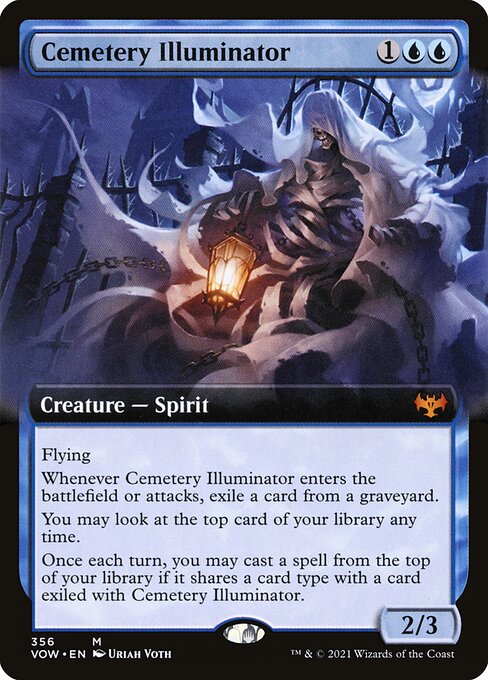 Cemetery Illuminator 1
Creature — Spirit
Flying
Whenever Cemetery Illuminator enters the
battlefield or attacks, exile a card from a graveyard.
You may look at the top card of your library any
time.
Once each turn, you may cast a spell from the top
of your library if it shares a card type with a card
exiled with Cemetery Illuminator.
2/3
356 M
VOW • EN Uriah Voth ™ & © 2021 Wizards of the Coast